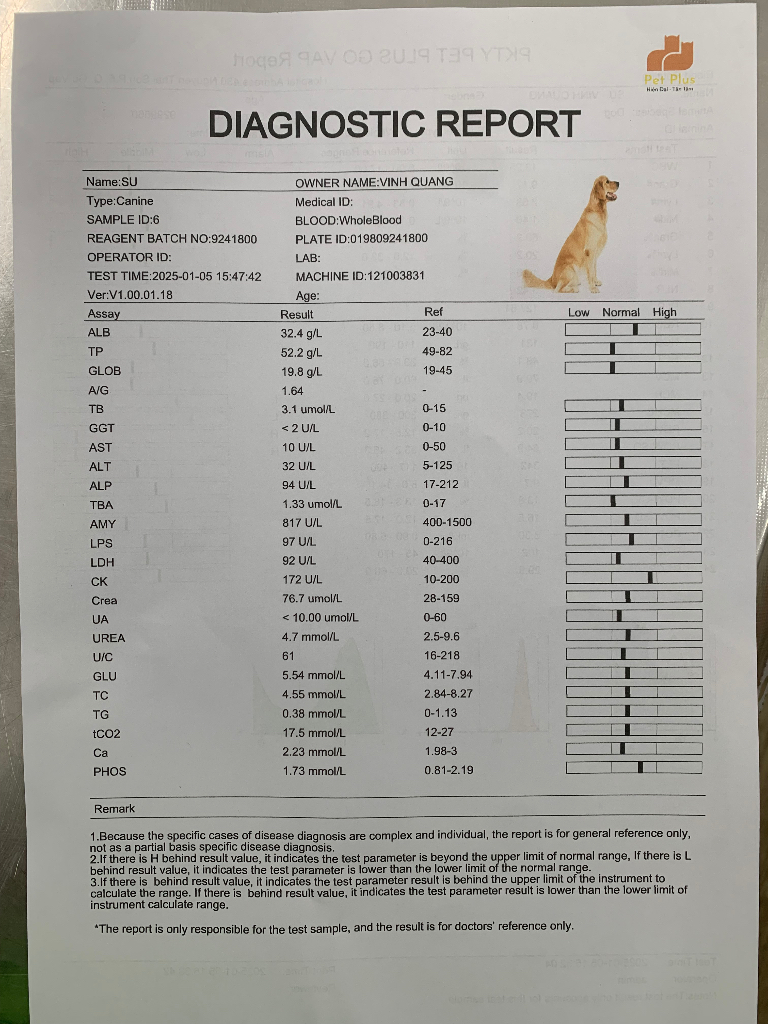 Pet Plus
Hiện Đại - Tận Tâm
DIAGNOSTIC REPORT
Name:SU OWNER NAME:VINH QUANG
Type:Canine Medical ID:
SAMPLE ID:6 BLOOD:WholeBlood
REAGENT BATCH NO:9241800 PLATE ID:019809241800
OPERATOR ID: LAB:
TEST TIME:2025-01-05 15:47:42 MACHINE ID:121003831
Ver:V1.00.01.18 Age:
Assay Result Ref Low Normal High
ALB 32.4 g/L 23-40
TP 52.2 g/L 49-82
GLOB 19.8 g/L 19-45
A/G 1.64 -
TB 3.1 umol/L 0-15
GGT < 2 U/L 0-10
AST 10 U/L 0-50
ALT 32 U/L 5-125
ALP 94 U/L 17-212
TBA 1.33 umol/L 0-17
AMY 817 U/L 400-1500
LPS 97 U/L 0-216
LDH 92 U/L 40-400
CK 172 U/L 10-200
Crea 76.7 umol/L 28-159
UA < 10.00 umol/L 0-60
UREA 4.7 mmol/L 2.5-9.6
U/C 61 16-218
GLU 5.54 mmol/L 4.11-7.94
TC 4.55 mmol/L 2.84-8.27
TG 0.38 mmol/L 0-1.13
tCO2 17.5 mmol/L 12-27
Ca 2.23 mmol/L 1.98-3
PHOS 1.73 mmol/L 0.81-2.19
Remark
1.Because the specific cases of disease diagnosis are complex and individual, the report is for general reference only,
not as a partial basis specific disease diagnosis.
2.If there is H behind result value, it indicates the test parameter is beyond the upper limit of normal range, If there is L
behind result value, it indicates the test parameter is lower than the lower limit of the normal range.
3.If there is behind result value, it indicates the test parameter result is behind the upper limit of the instrument to
calculate the range. If there is behind result value, it indicates the test parameter result is lower than the lower limit of
instrument calculate range.
*The report is only responsible for the test sample, and the result is for doctors' reference only.